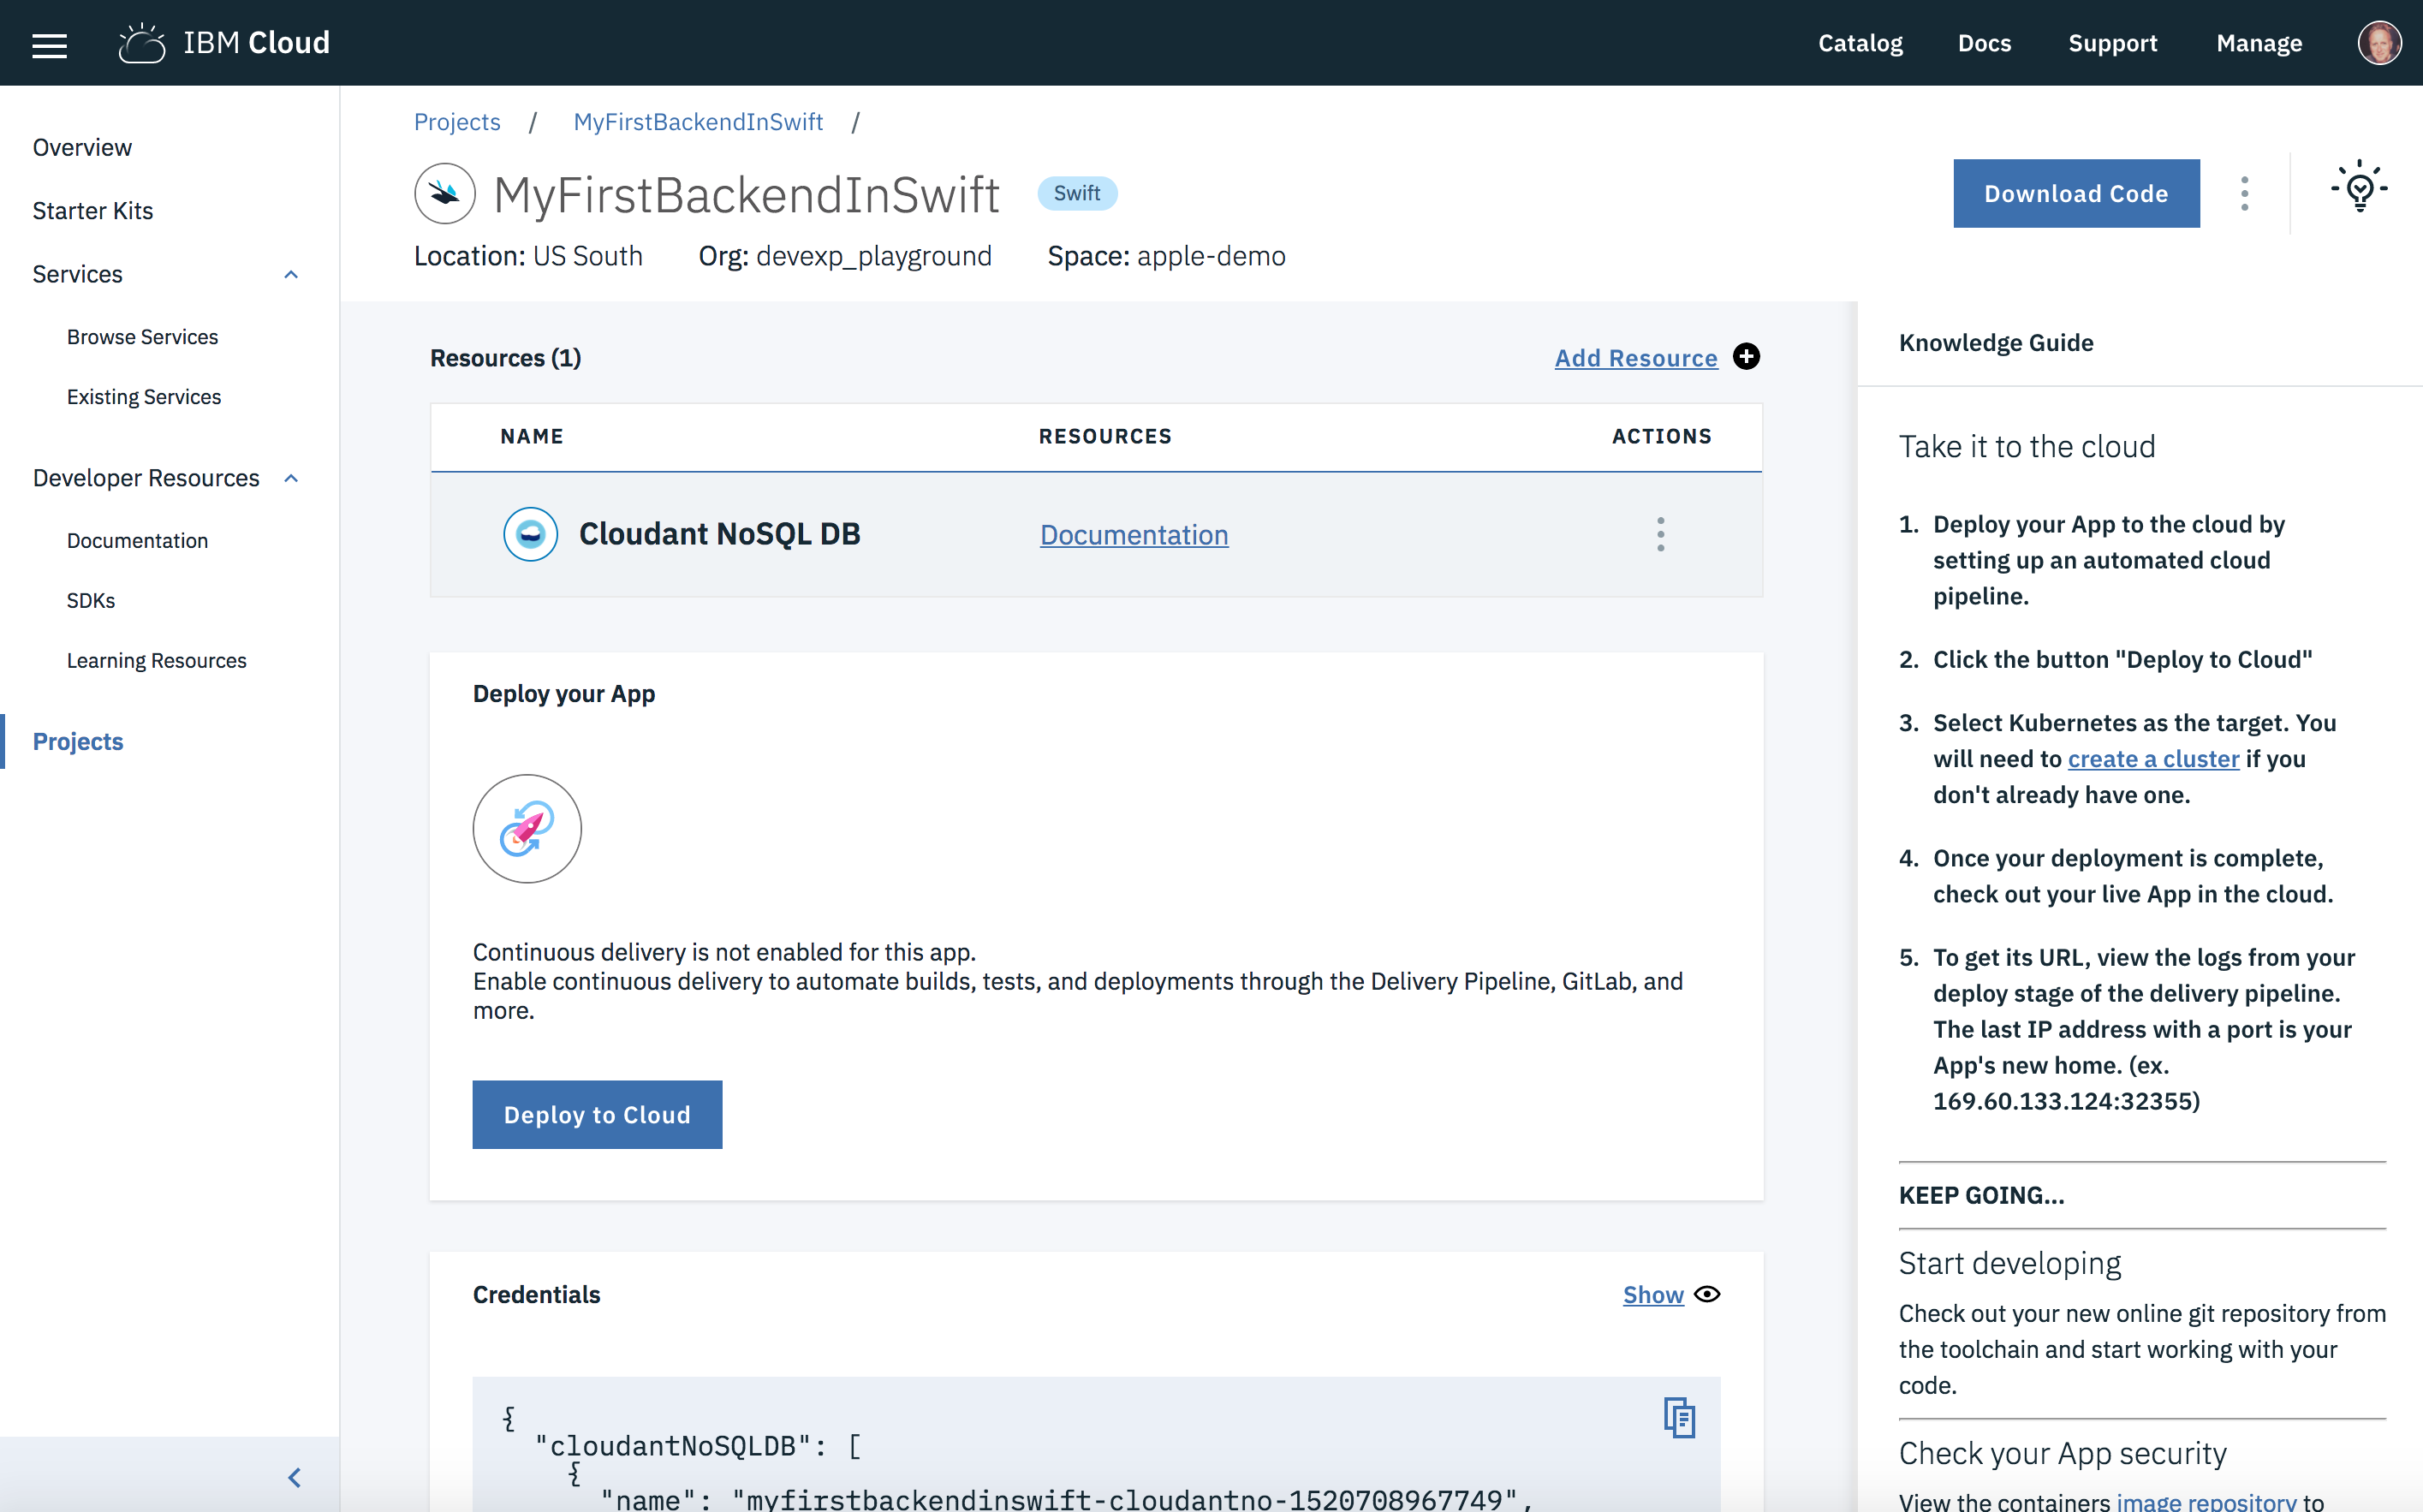 IBM Cloud
Catalog
Docs
Support
Manage
Overview
Starter Kits
Services
Browse Services
Existing Services
Developer Resources
Documentation
SDKs
Learning Resources
Projects
Projects / MyFirstBackendInSwift /
MyFirstBackendInSwift
Swift
Location: US South
Org: devexp_playground
Space: apple-demo
Download Code
Resources (1)
Add Resource
NAME
RESOURCES
ACTIONS
Cloudant NoSQL DB
Documentation
Deploy your App
Continuous delivery is not enabled for this app.
Enable continuous delivery to automate builds, tests, and deployments through the Delivery Pipeline, GitLab, and
more.
Deploy to Cloud
Credentials
Show
{
"cloudantNoSQLDB": [
{
"name": "myfirstbackendinswift-cloudantno-1520708967749",
Knowledge Guide
Take it to the cloud
1. Deploy your App to the cloud by
setting up an automated cloud
pipeline.
2. Click the button "Deploy to Cloud"
3. Select Kubernetes as the target. You
will need to create a cluster if you
don't already have one.
4. Once your deployment is complete,
check out your live App in the cloud.
5. To get its URL, view the logs from your
deploy stage of the delivery pipeline.
The last IP address with a port is your
App's new home. (ex.
169.60.133.124:32355)
KEEP GOING...
Start developing
Check out your new online git repository from
the toolchain and start working with your
code.
Check your App security
View the containers image repository to